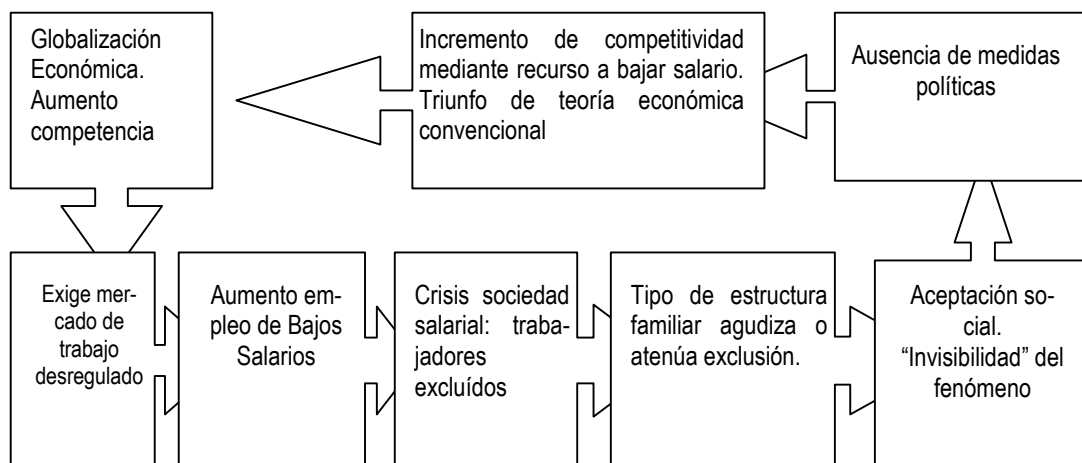 Globalización
Económica.
Aumento
competencia
Incremento de competitividad
mediante recurso a bajar salario.
Triunfo de teoría económica
convencional
Ausencia de medidas
políticas
Exige mer-
cado de
trabajo
desregulado
Aumento em-
pleo de Bajos
Salarios
Crisis sociedad
salarial: traba-
jadores
excluídos
Tipo de estructura
familiar agudiza o
atenúa exclusión.
Aceptación so-
cial.
“Invisibilidad” del
fenómeno